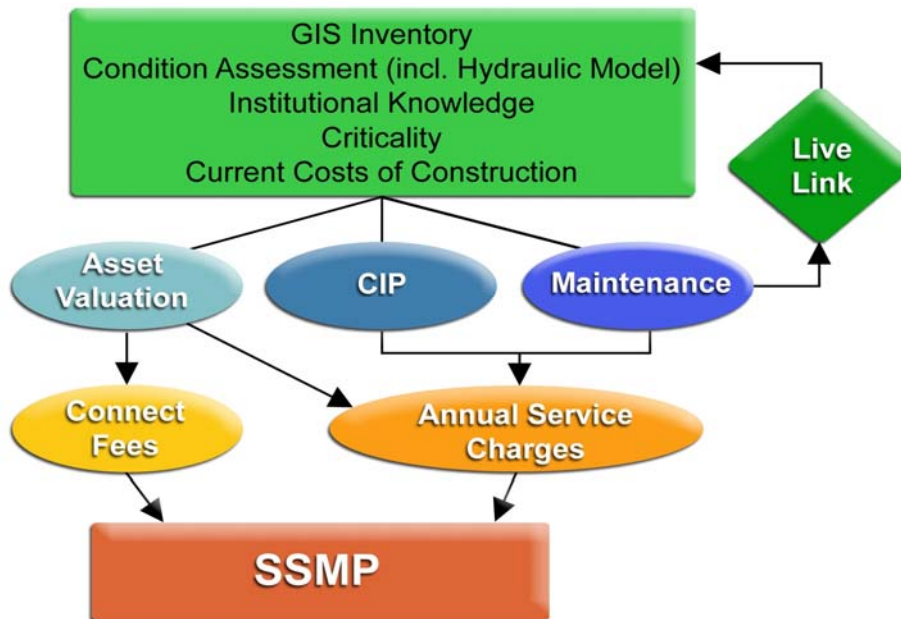 GIS Inventory
Condition Assessment (incl. Hydraulic Model)
Institutional Knowledge
Criticality
Current Costs of Construction
Live
Link
Asset
Valuation
CIP
Maintenance
Connect
Fees
Annual Service
Charges
SSMP